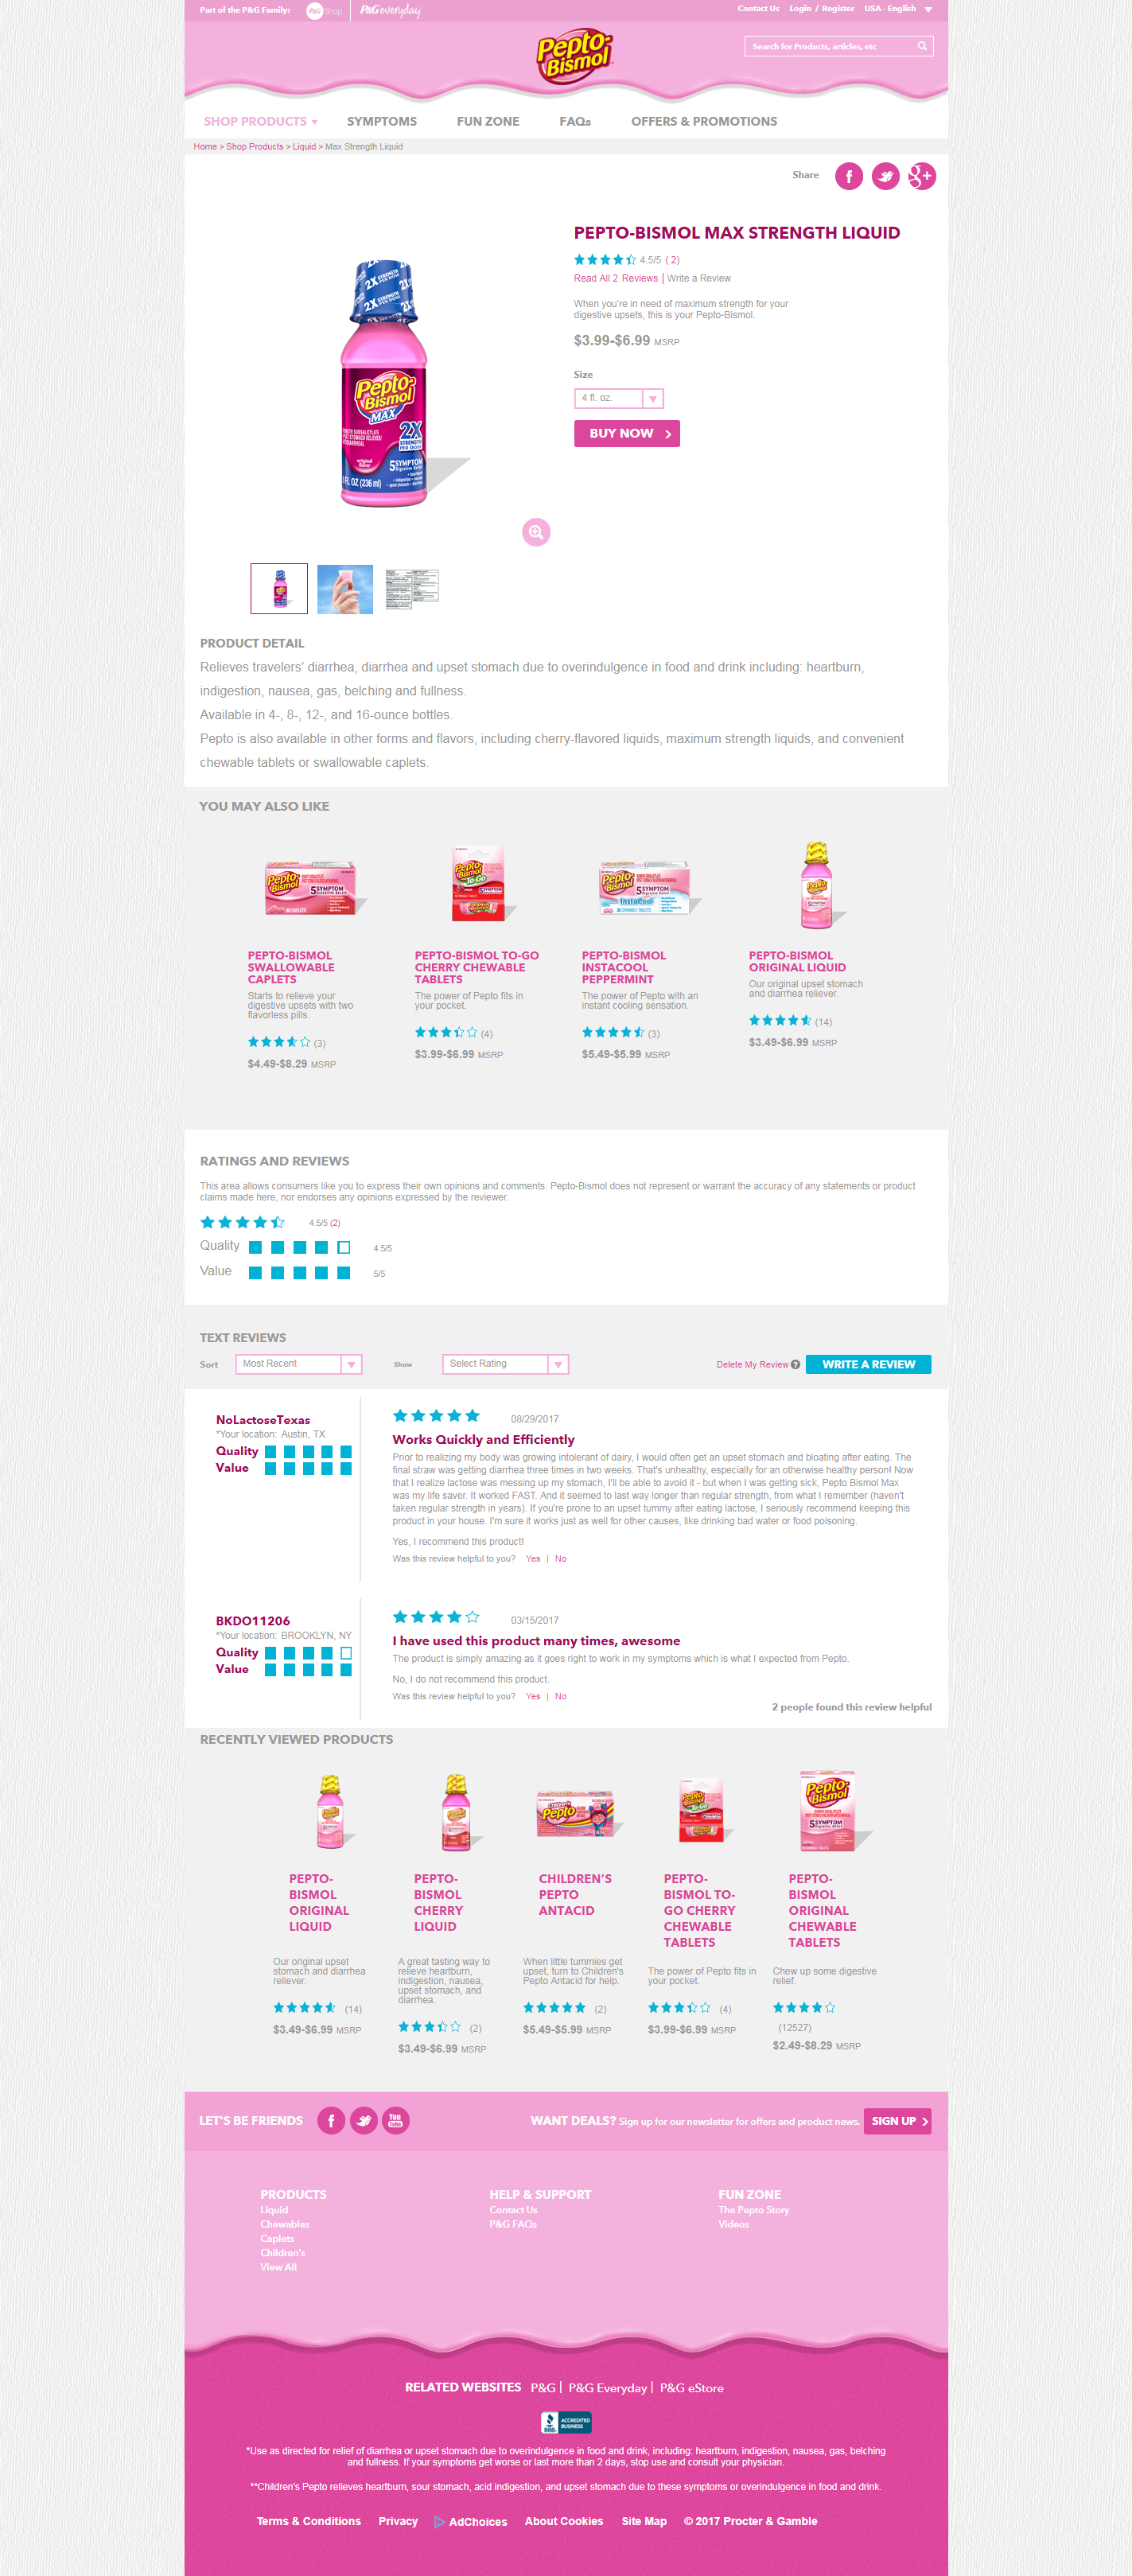 Part of the P&G Family:
P&G Shop
P&G everyday
Contact Us Login / Register USA - English
Pepto-
Bismol
Search for Products, articles, etc
SHOP PRODUCTS SYMPTOMS FUN ZONE FAQs OFFERS & PROMOTIONS
Home > Shop Products > Liquid > Max Strength Liquid
Share
PEPTO-BISMOL MAX STRENGTH LIQUID
4.5/5 ( 2)
Read All 2 Reviews | Write a Review
When you're in need of maximum strength for your
digestive upsets, this is your Pepto-Bismol.
$3.99-$6.99 MSRP
Size
4 fl. oz.
BUY NOW
2X STRENGTH
Pepto-
Bismol
MAX
2X
STRENGTH
PER DOSE
original
flavor
5 SYMPTOM
Digestive Relief
FL OZ (236 ml)
PRODUCT DETAIL
Relieves travelers' diarrhea, diarrhea and upset stomach due to overindulgence in food and drink including: heartburn,
indigestion, nausea, gas, belching and fullness.
Available in 4-, 8-, 12-, and 16-ounce bottles.
Pepto is also available in other forms and flavors, including cherry-flavored liquids, maximum strength liquids, and convenient
chewable tablets or swallowable caplets.
YOU MAY ALSO LIKE
PEPTO-BISMOL
SWALLOWABLE
CAPLETS
Starts to relieve your
digestive upsets with two
flavorless pills.
(3)
$4.49-$8.29 MSRP
PEPTO-BISMOL TO-GO
CHERRY CHEWABLE
TABLETS
The power of Pepto fits in
your pocket.
(4)
$3.99-$6.99 MSRP
PEPTO-BISMOL
INSTACOOL
PEPPERMINT
The power of Pepto with an
instant cooling sensation.
(3)
$5.49-$5.99 MSRP
PEPTO-BISMOL
ORIGINAL LIQUID
Our original upset stomach
and diarrhea reliever.
(14)
$3.49-$6.99 MSRP
RATINGS AND REVIEWS
This area allows consumers like you to express their own opinions and comments. Pepto-Bismol does not represent or warrant the accuracy of any statements or product
claims made here, nor endorses any opinions expressed by the reviewer.
4.5/5 (2)
Quality 4.5/5
Value 5/5
TEXT REVIEWS
Sort Most Recent Show Select Rating Delete My Review ? WRITE A REVIEW
NoLactoseTexas
*Your location: Austin, TX
Quality
Value
08/29/2017
Works Quickly and Efficiently
Prior to realizing my body was growing intolerant of dairy, I would often get an upset stomach and bloating after eating. The
final straw was getting diarrhea three times in two weeks. That's unhealthy, especially for an otherwise healthy person! Now
that I realize lactose was messing up my stomach, I'll be able to avoid it - but when I was getting sick, Pepto Bismol Max
was my life saver. It worked FAST. And it seemed to last way longer than regular strength, from what I remember (haven't
taken regular strength in years). If you're prone to an upset tummy after eating lactose, I seriously recommend keeping this
product in your house. I'm sure it works just as well for other causes, like drinking bad water or food poisoning.
Yes, I recommend this product!
Was this review helpful to you? Yes | No
BKDO11206
*Your location: BROOKLYN, NY
Quality
Value
03/15/2017
I have used this product many times, awesome
The product is simply amazing as it goes right to work in my symptoms which is what I expected from Pepto.
No, I do not recommend this product.
Was this review helpful to you? Yes | No
2 people found this review helpful
RECENTLY VIEWED PRODUCTS
PEPTO-
BISMOL
ORIGINAL
LIQUID
Our original upset
stomach and diarrhea
reliever.
(14)
$3.49-$6.99 MSRP
PEPTO-
BISMOL
CHERRY
LIQUID
A great tasting way to
relieve heartburn,
indigestion, nausea,
upset stomach, and
diarrhea.
(2)
$3.49-$6.99 MSRP
CHILDREN'S
PEPTO
ANTACID
When little tummies get
upset, turn to Children's
Pepto Antacid for help.
(2)
$5.49-$5.99 MSRP
PEPTO-
BISMOL TO-
GO CHERRY
CHEWABLE
TABLETS
The power of Pepto fits in
your pocket.
(4)
$3.99-$6.99 MSRP
PEPTO-
BISMOL
ORIGINAL
CHEWABLE
TABLETS
Chew up some digestive
relief.
(12527)
$2.49-$8.29 MSRP
LET'S BE FRIENDS
You
Tube
WANT DEALS? Sign up for our newsletter for offers and product news. SIGN UP
PRODUCTS
Liquid
Chewables
Caplets
Children's
View All
HELP & SUPPORT
Contact Us
P&G FAQs
FUN ZONE
The Pepto Story
Videos
RELATED WEBSITES P&G | P&G Everyday | P&G eStore
BBB
ACCREDITED
BUSINESS
*Use as directed for relief of diarrhea or upset stomach due to overindulgence in food and drink, including: heartburn, indigestion, nausea, gas, belching
and fullness. If your symptoms get worse or last more than 2 days, stop use and consult your physician.
**Children's Pepto relieves heartburn, sour stomach, acid indigestion, and upset stomach due to these symptoms or overindulgence in food and drink.
Terms & Conditions Privacy AdChoices About Cookies Site Map © 2017 Procter & Gamble